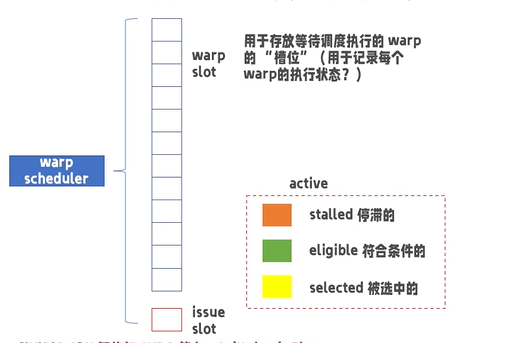 warp
slot
用于存放等待调度执行的 warp
的 “槽位” （用于记录每个
warp的执行状态？）
warp
scheduler
active
stalled 停滞的
eligible 符合条件的
selected 被选中的
issue
slot